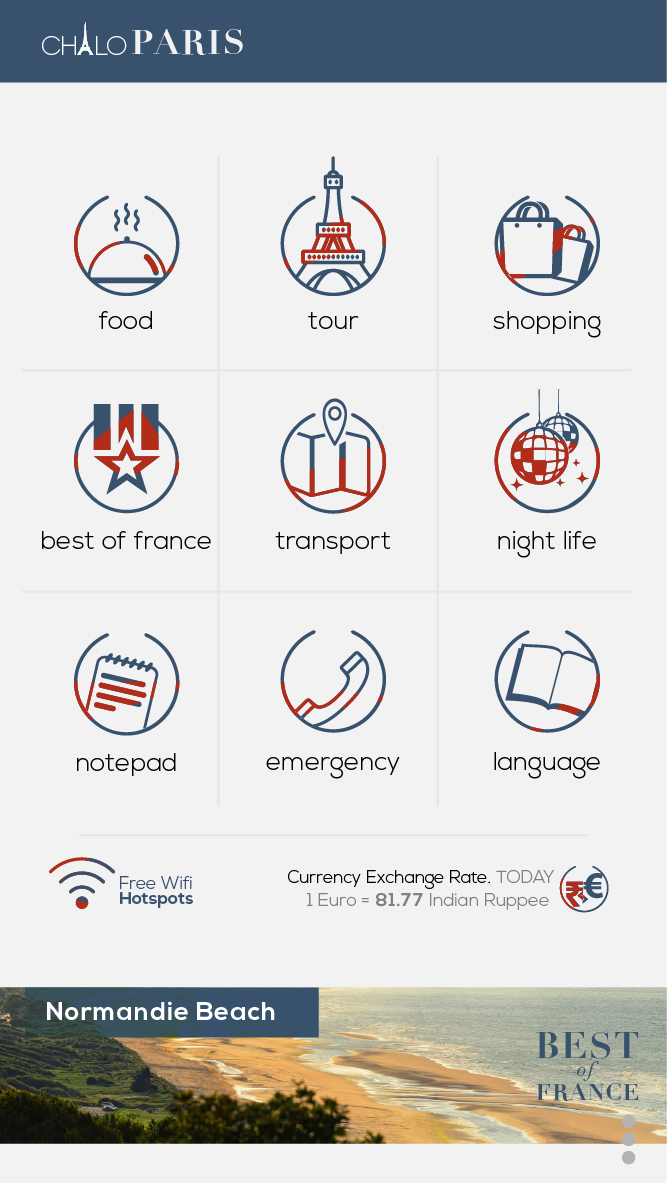 CHALO PARIS
food
tour
shopping
best of france
transport
night life
notepad
emergency
language
Free Wifi
Hotspots
Currency Exchange Rate. TODAY
1 Euro = 81.77 Indian Ruppee
₹ €
Normandie Beach
BEST
of
FRANCE